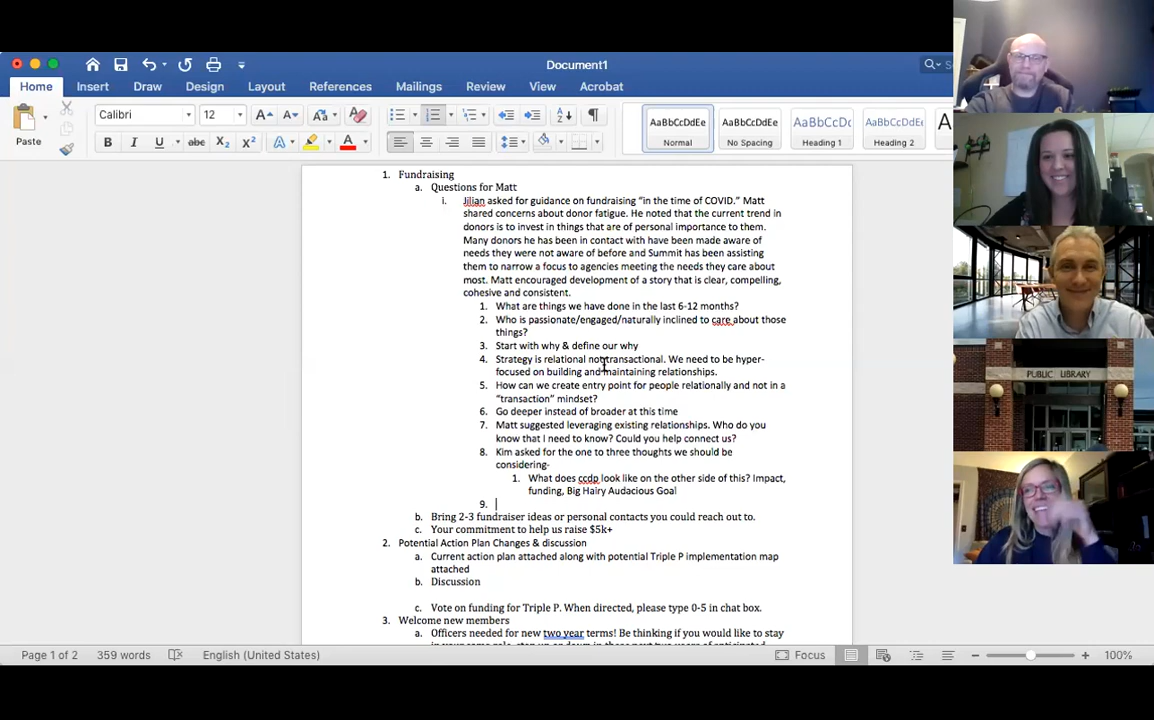 Document1
Home Insert Draw Design Layout References Mailings Review View Acrobat
Paste
Calibri
12
AaBbCcDdEe
Normal
AaBbCcDdEe
No Spacing
AaBbCcDc
Heading 1
AaBbCcDdEe
Heading 2
1. Fundraising
a. Questions for Matt
i. Jilian asked for guidance on fundraising “in the time of COVID.” Matt
shared concerns about donor fatigue. He noted that the current trend in
donors is to invest in things that are of personal importance to them.
Many donors he has been in contact with have been made aware of
needs they were not aware of before and Summit has been assisting
them to narrow a focus to agencies meeting the needs they care about
most. Matt encouraged development of a story that is clear, compelling,
cohesive and consistent.
1. What are things we have done in the last 6-12 months?
2. Who is passionate/engaged/naturally inclined to care about those
things?
3. Start with why & define our why
4. Strategy is relational not transactional. We need to be hyper-
focused on building and maintaining relationships.
5. How can we create entry point for people relationally and not in a
“transaction” mindset?
6. Go deeper instead of broader at this time
7. Matt suggested leveraging existing relationships. Who do you
know that I need to know? Could you help connect us?
8. Kim asked for the one to three thoughts we should be
considering-
1. What does ccdp look like on the other side of this? Impact,
funding, Big Hairy Audacious Goal
9.
b. Bring 2-3 fundraiser ideas or personal contacts you could reach out to.
c. Your commitment to help us raise $5k+
2. Potential Action Plan Changes & discussion
a. Current action plan attached along with potential Triple P implementation map
attached
b. Discussion
c. Vote on funding for Triple P. When directed, please type 0-5 in chat box.
3. Welcome new members
a. Officers needed for new two year terms! Be thinking if you would like to stay
PUBLIC LIBRARY
Page 1 of 2 359 words English (United States) Focus 100%